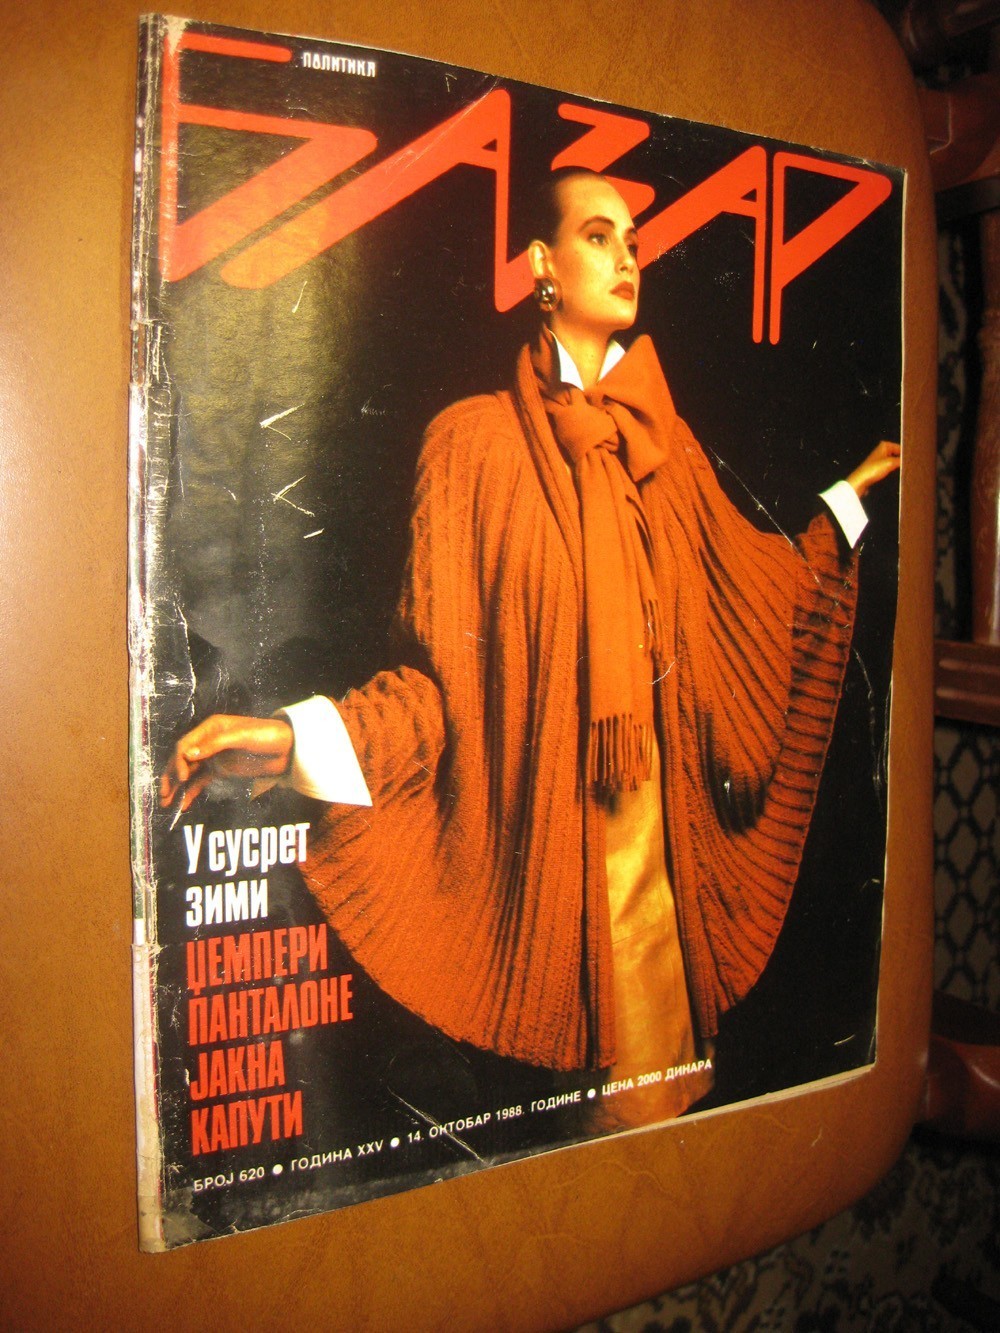 ПОЛИТИКА
БАЗАР
У сусрет
зими
ЏЕМПЕРИ
ПАНТАЛОНЕ
ЈАКНА
КАПУТИ
БРОЈ 620 ● ГОДИНА XXV ● 14. ОКТОБАР 1988. ГОДИНЕ ● ЦЕНА 2000 ДИНАРА